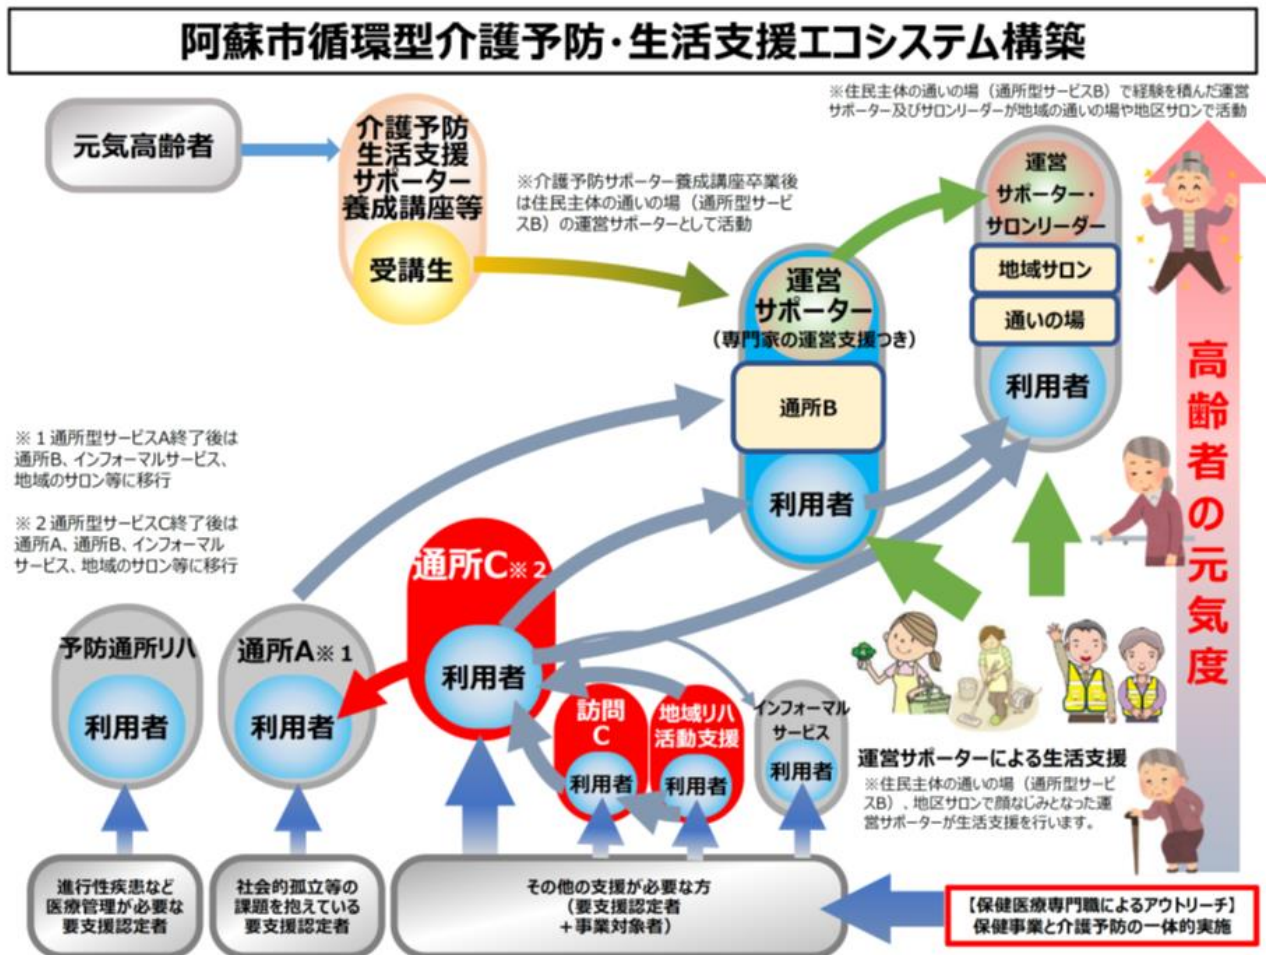 阿蘇市循環型介護予防・生活支援エコシステム構築
※住民主体の通いの場（通所型サービスB）で経験を積んだ運営
サポーター及びサロンリーダーが地域の通いの場や地区サロンで活動
元気高齢者
介護予防
生活支援
サポーター
養成講座等
受講生
※介護予防サポーター養成講座卒業後
は住民主体の通いの場（通所型サービ
スB）の運営サポーターとして活動
運営
サポーター・
サロンリーダー
地域サロン
通いの場
利用者
運営
サポーター
（専門家の運営支援つき）
通所B
利用者
高齢者の元気度
※１通所型サービスA終了後は
通所B、インフォーマルサービス、
地域のサロン等に移行
※２通所型サービスC終了後は
通所A、通所B、インフォーマル
サービス、地域のサロン等に移行
予防通所リハ
利用者
通所A※１
利用者
通所C※２
利用者
訪問
C
利用者
地域リハ
活動支援
利用者
インフォーマル
サービス
利用者
運営サポーターによる生活支援
※住民主体の通いの場（通所型サービ
スB）、地区サロンで顔なじみとなった運
営サポーターが生活支援を行います。
進行性疾患など
医療管理が必要な
要支援認定者
社会的孤立等の
課題を抱えている
要支援認定者
その他の支援が必要な方
（要支援認定者
＋事業対象者）
【保健医療専門職によるアウトリーチ】
保健事業と介護予防の一体的実施